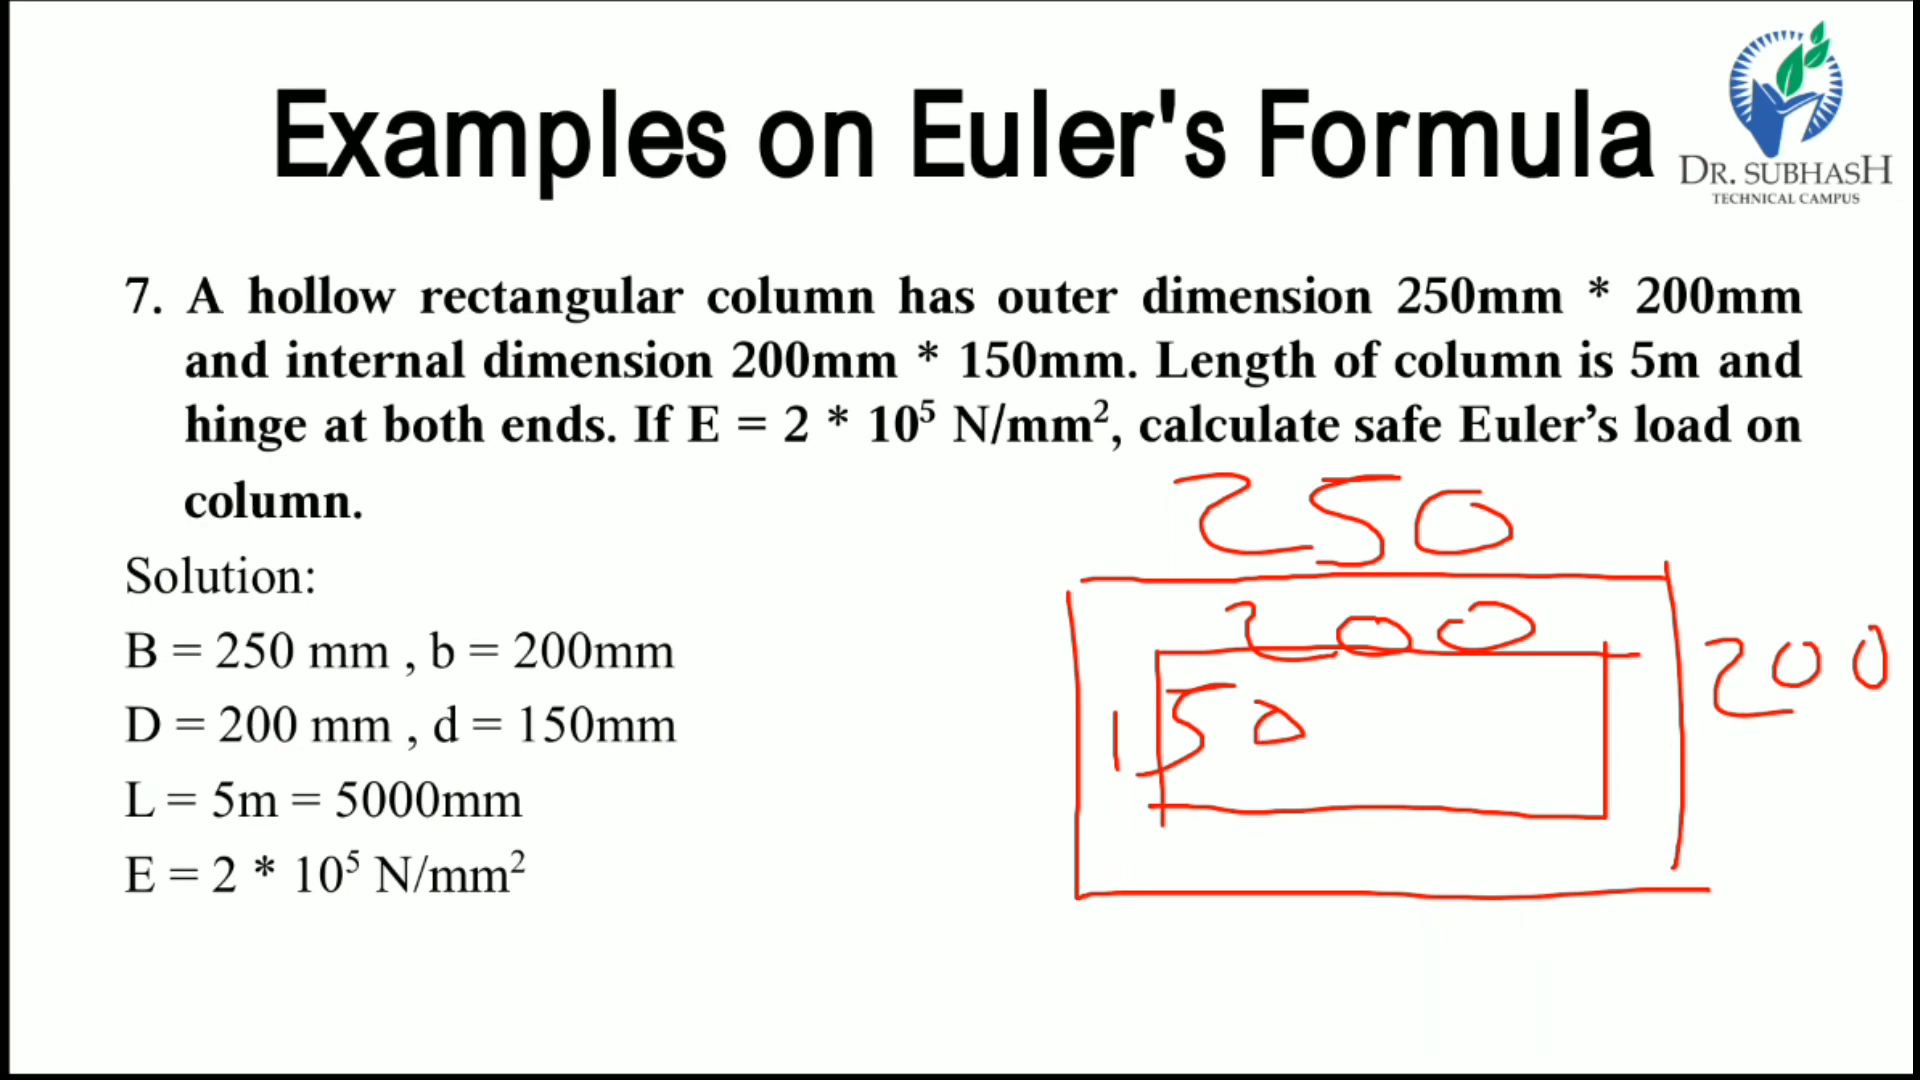 Examples on Euler's Formula
DR. SUBHASH
TECHNICAL CAMPUS
7. A hollow rectangular column has outer dimension 250mm * 200mm
and internal dimension 200mm * 150mm. Length of column is 5m and
hinge at both ends. If E = 2 * 10⁵ N/mm², calculate safe Euler’s load on
column.
Solution:
B = 250 mm , b = 200mm
D = 200 mm , d = 150mm
L = 5m = 5000mm
E = 2 * 10⁵ N/mm²
250
200
200
150